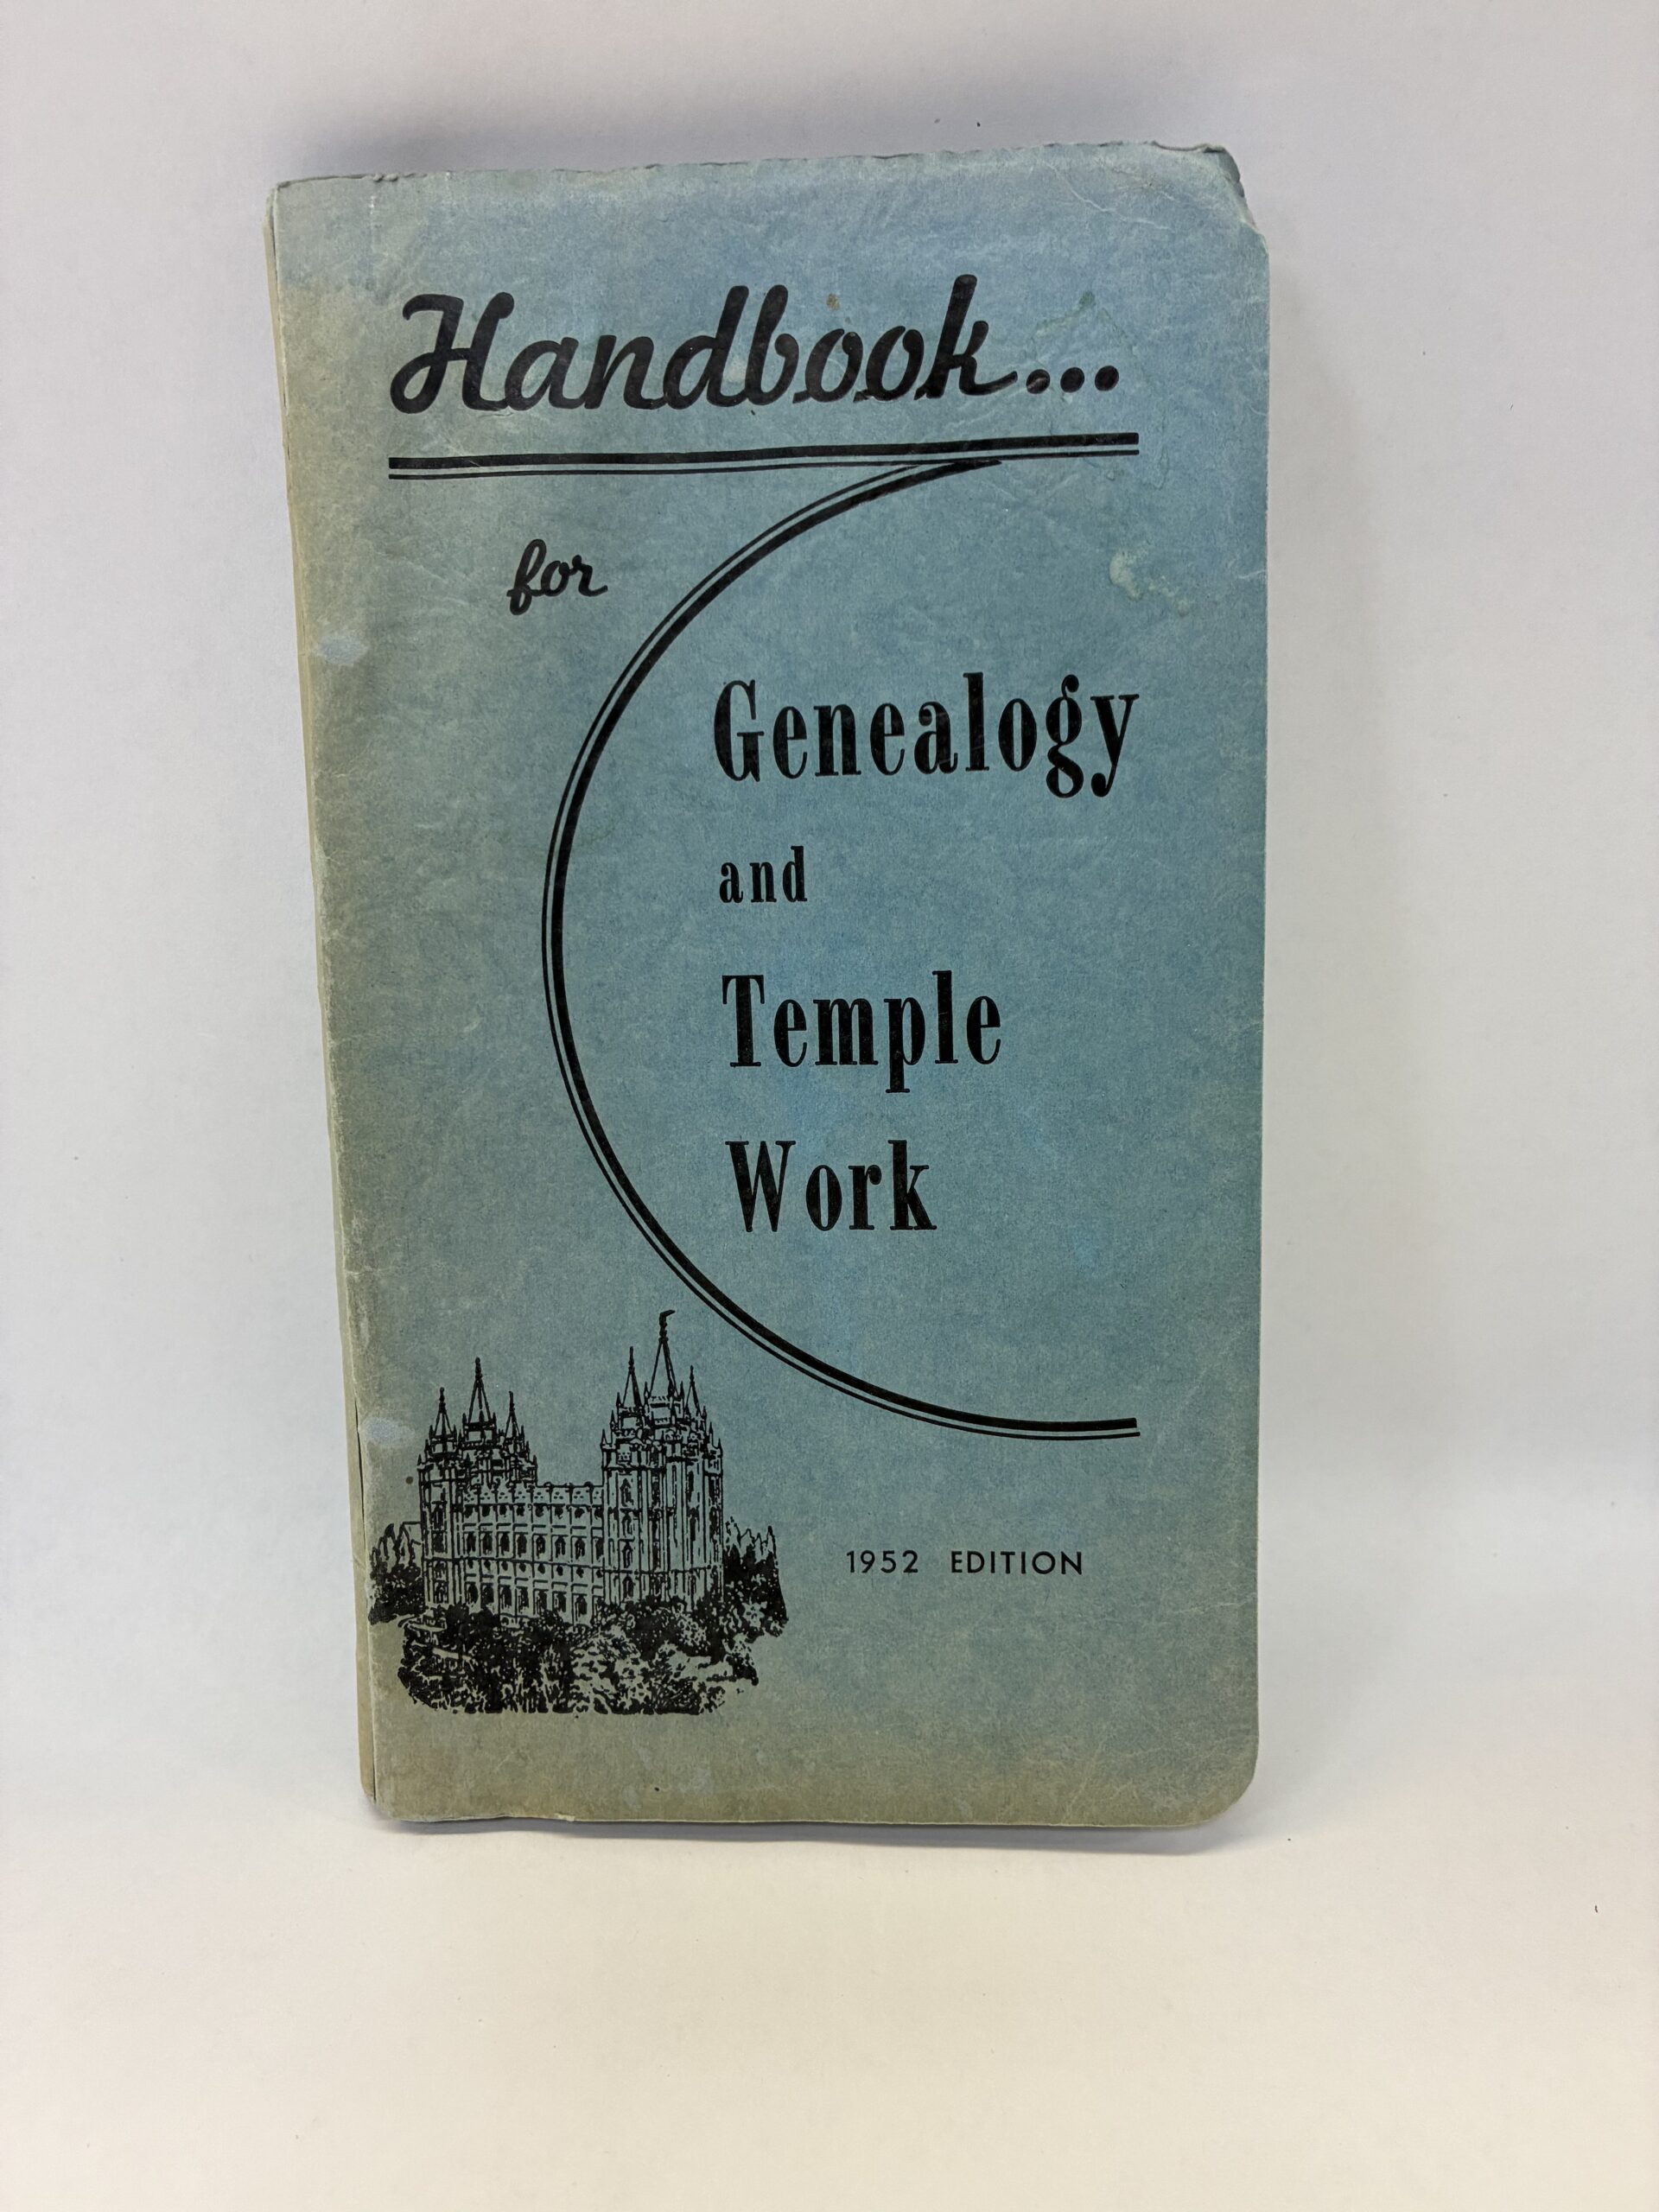 Handbook...
for
Genealogy
and
Temple
Work
1952 EDITION